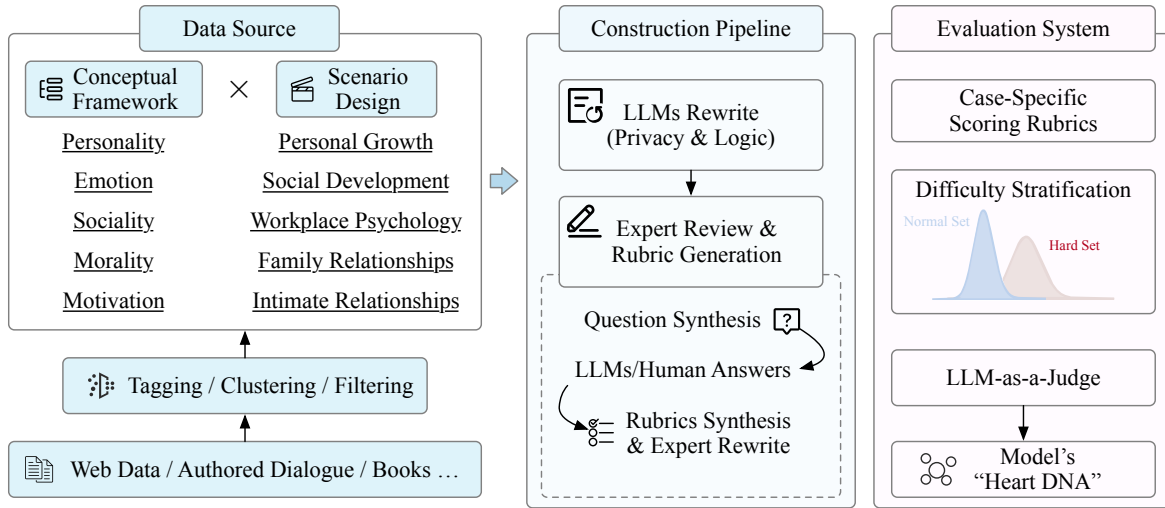 Data Source
Conceptual
Framework
×
Scenario
Design
Personality
Personal Growth
Emotion
Social Development
Sociality
Workplace Psychology
Morality
Family Relationships
Motivation
Intimate Relationships
Tagging / Clustering / Filtering
Web Data / Authored Dialogue / Books …
Construction Pipeline
LLMs Rewrite
(Privacy & Logic)
Expert Review &
Rubric Generation
Question Synthesis
?
LLMs/Human Answers
Rubrics Synthesis
& Expert Rewrite
Evaluation System
Case-Specific
Scoring Rubrics
Difficulty Stratification
Normal Set
Hard Set
LLM-as-a-Judge
Model’s
“Heart DNA”